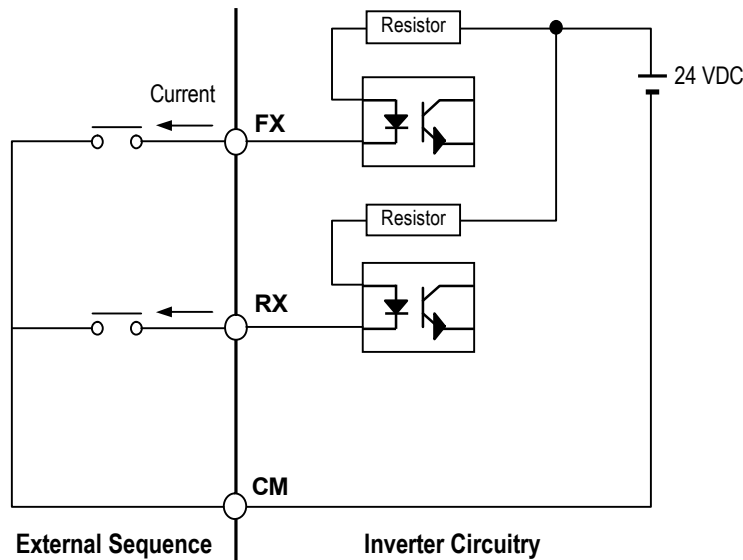 Resistor
24 VDC
Current
FX
Resistor
RX
CM
External Sequence
Inverter Circuitry